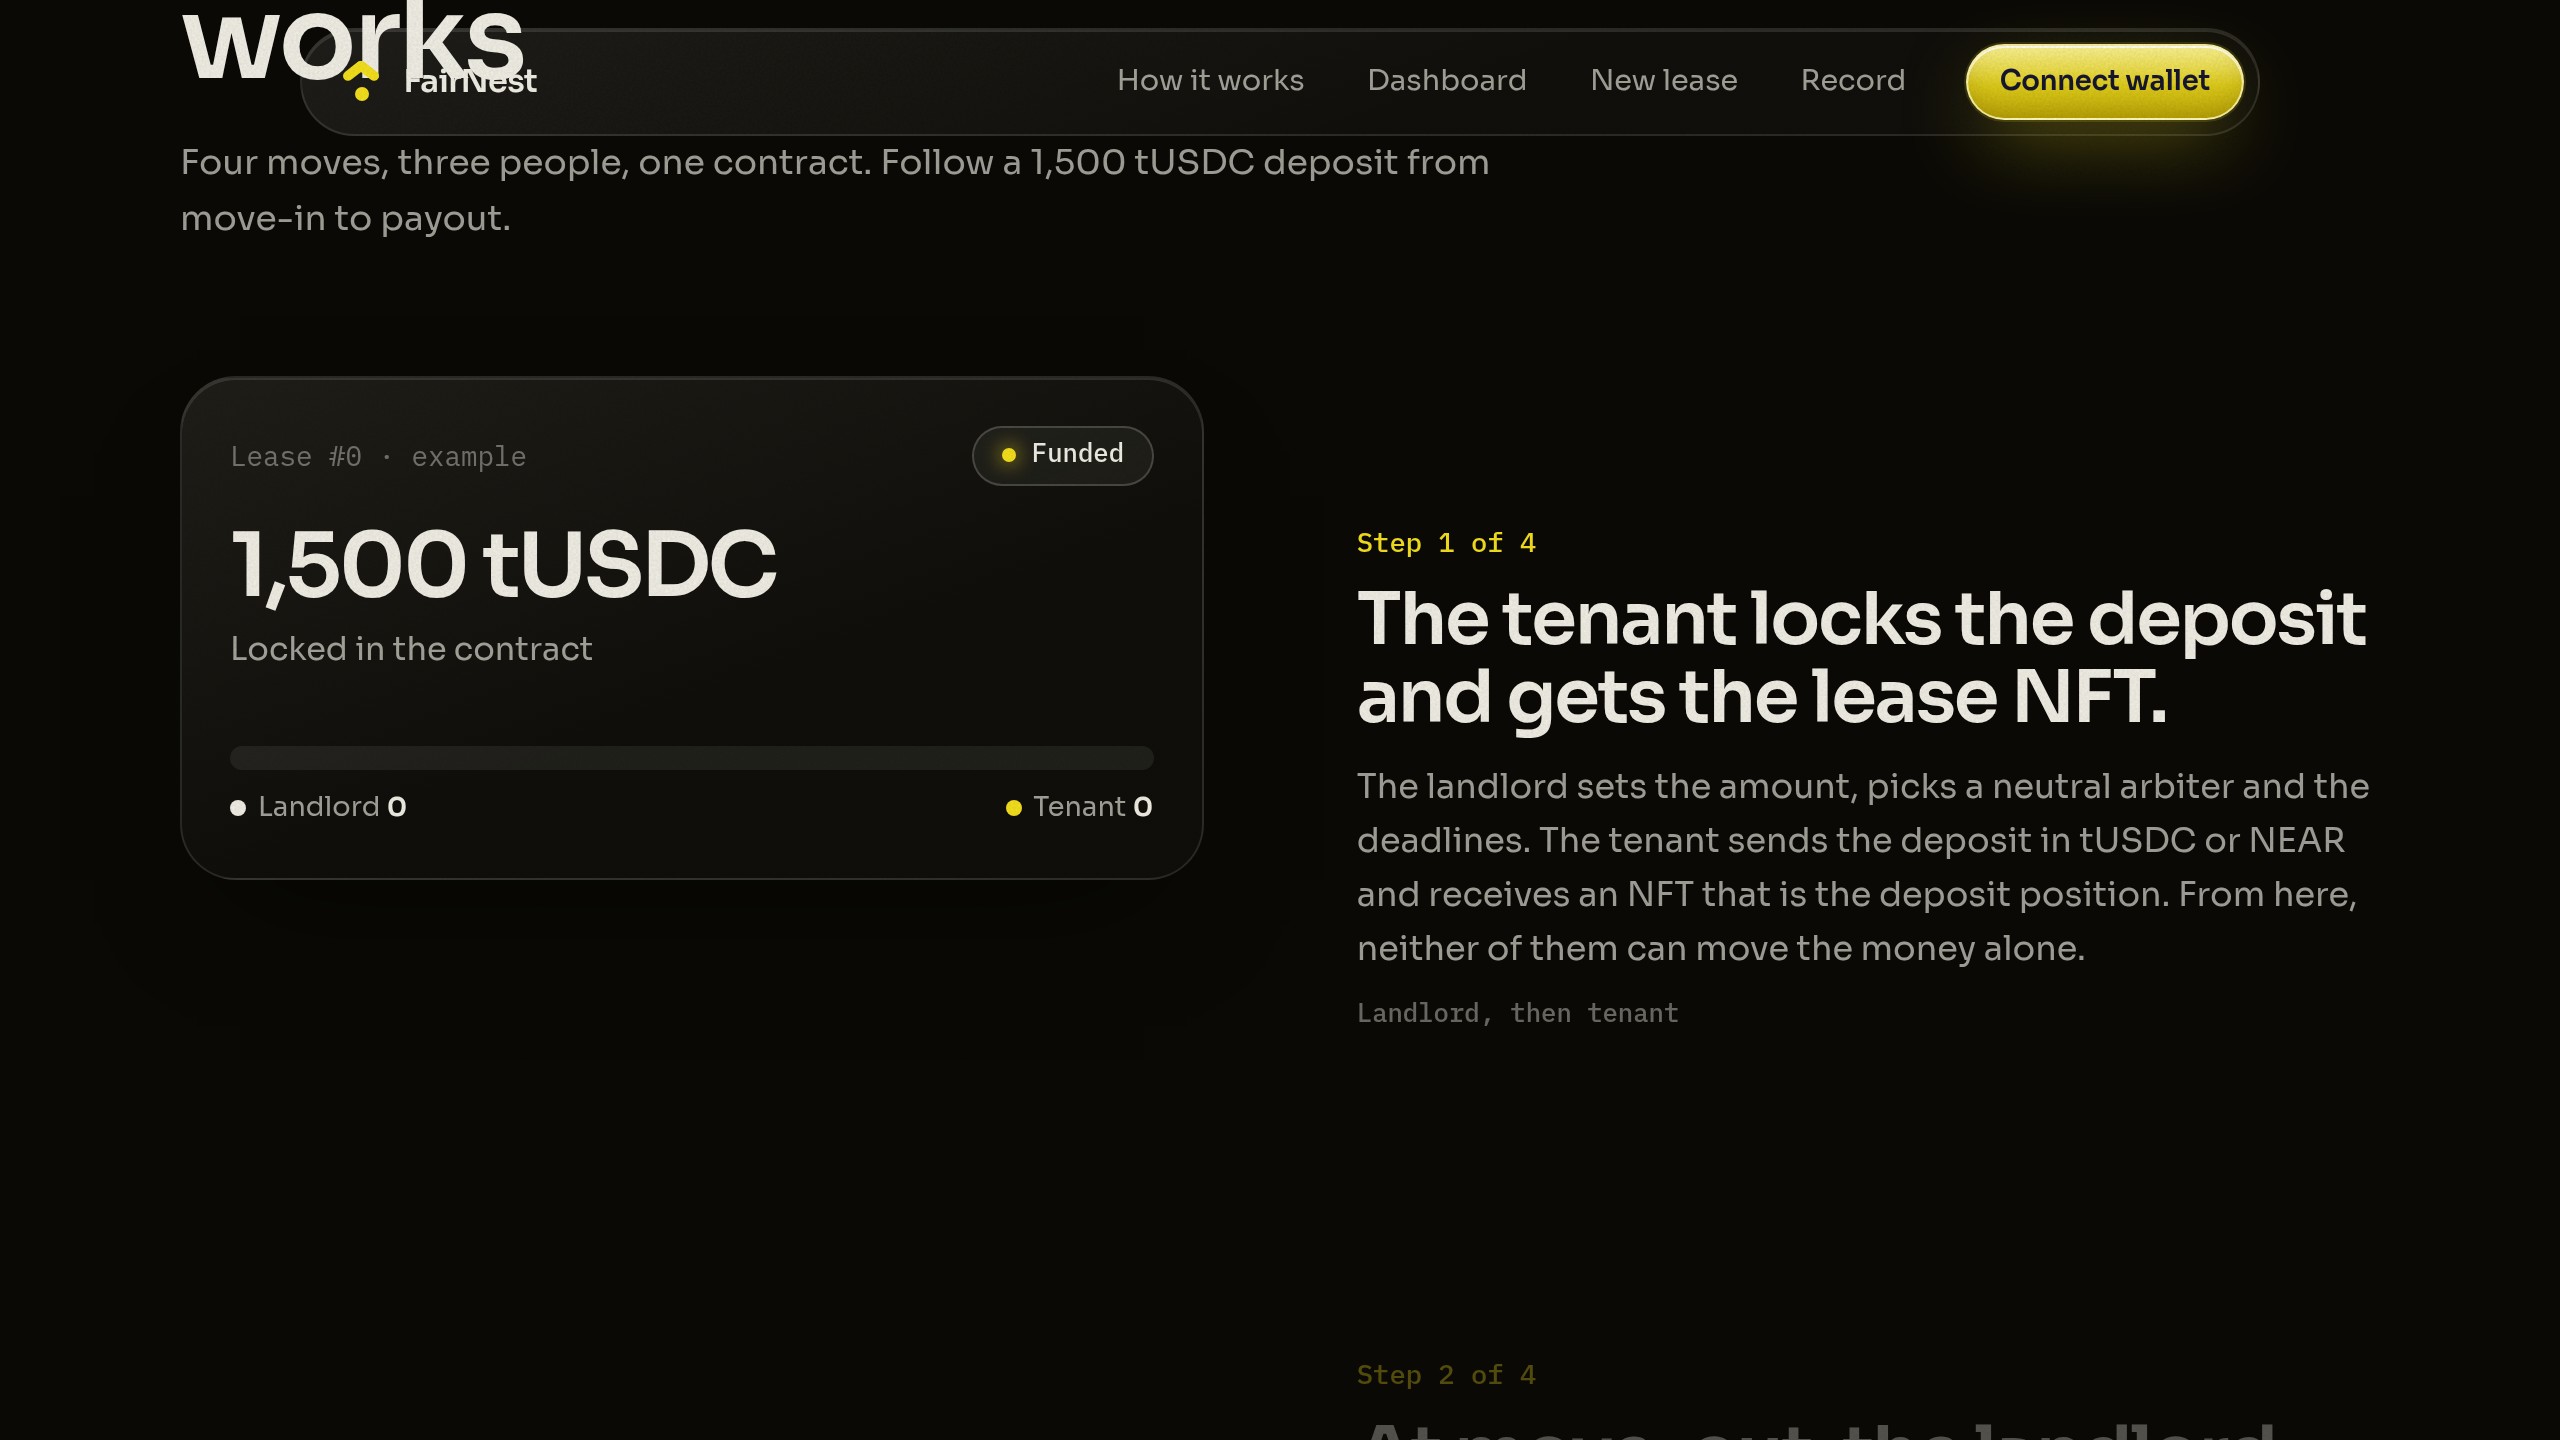 works
FairNest
How it works
Dashboard
New lease
Record
Connect wallet
Four moves, three people, one contract. Follow a 1,500 tUSDC deposit from
move-in to payout.
Lease #0 · example
Funded
1,500 tUSDC
Locked in the contract
Landlord 0
Tenant 0
Step 1 of 4
The tenant locks the deposit
and gets the lease NFT.
The landlord sets the amount, picks a neutral arbiter and the
deadlines. The tenant sends the deposit in tUSDC or NEAR
and receives an NFT that is the deposit position. From here,
neither of them can move the money alone.
Landlord, then tenant
Step 2 of 4
At move-out, the landlord